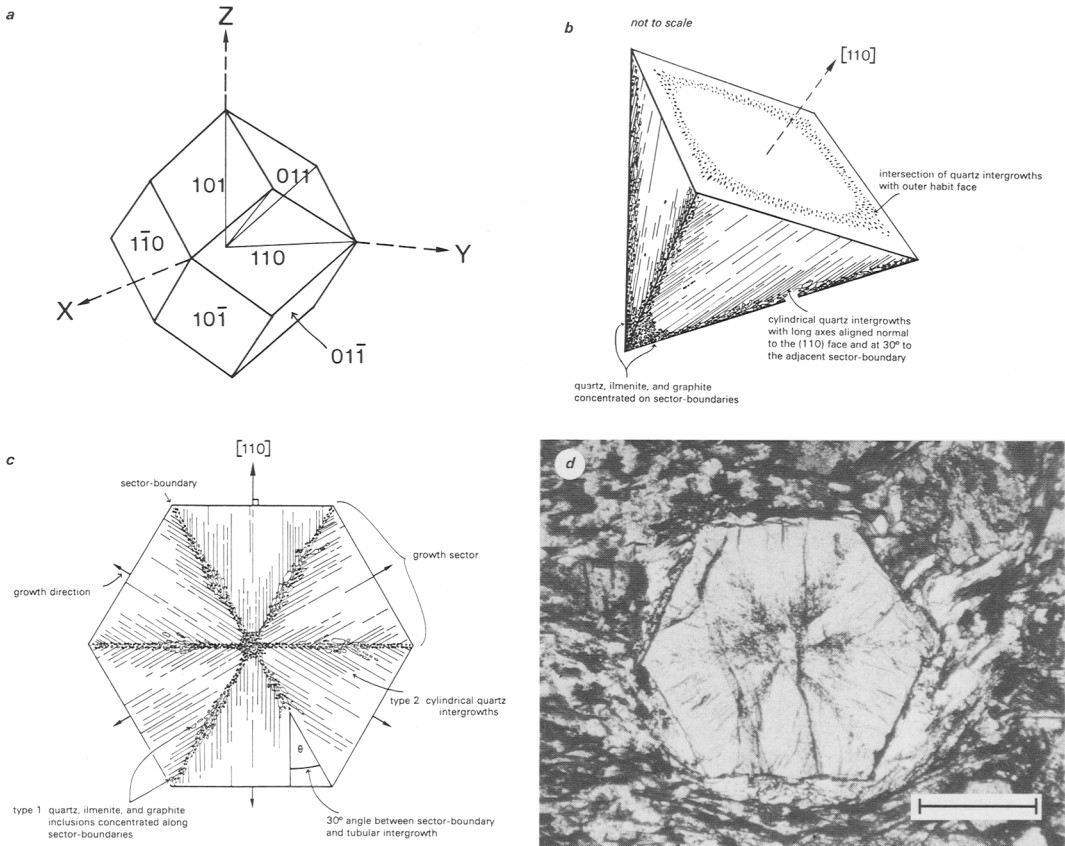 a
Z
101
011
11̄0
110
Y
X
101̄
011̄
b
not to scale
[110]
intersection of quartz intergrowths
with outer habit face
cylindrical quartz intergrowths
with long axes aligned normal
to the (110) face and at 30° to
the adjacent sector-boundary
quartz, ilmenite, and graphite
concentrated on sector-boundaries
c
[110]
sector-boundary
growth sector
growth direction
type 2 cylindrical quartz
intergrowths
θ
type 1 quartz, ilmenite, and graphite
inclusions concentrated along
sector-boundaries
30° angle between sector-boundary
and tubular intergrowth
d